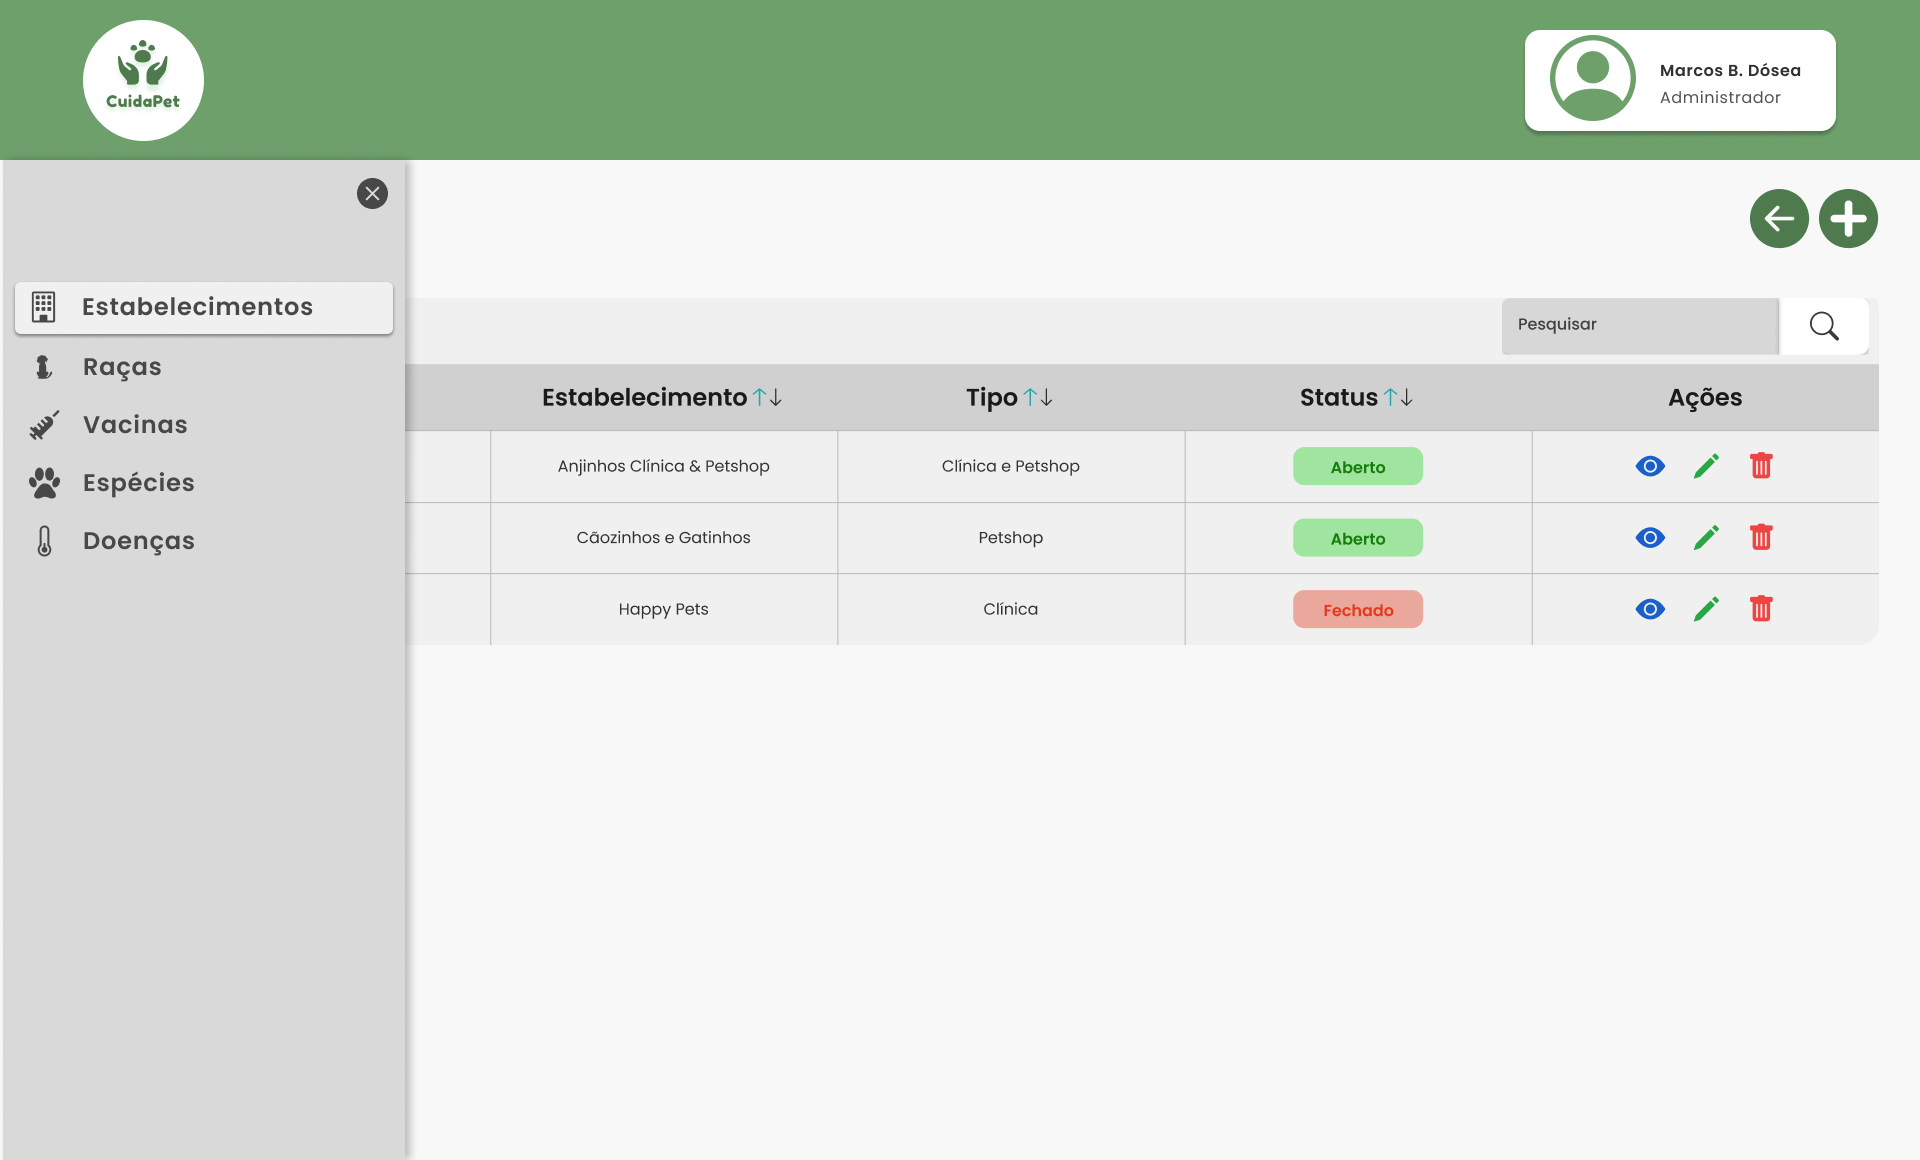 CuidaPet
Marcos B. Dósea
Administrador
Estabelecimentos
Raças
Vacinas
Espécies
Doenças
Pesquisar
Estabelecimento Tipo Status Ações
Anjinhos Clínica & Petshop Clínica e Petshop Aberto
Cãozinhos e Gatinhos Petshop Aberto
Happy Pets Clínica Fechado